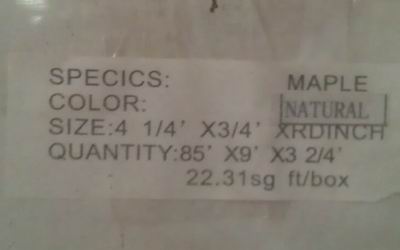 SPECICS: MAPLE
COLOR: NATURAL
SIZE:4 1/4' X3/4' XRDINCH
QUANTITY:85' X9' X3 2/4'
22.31sg ft/box